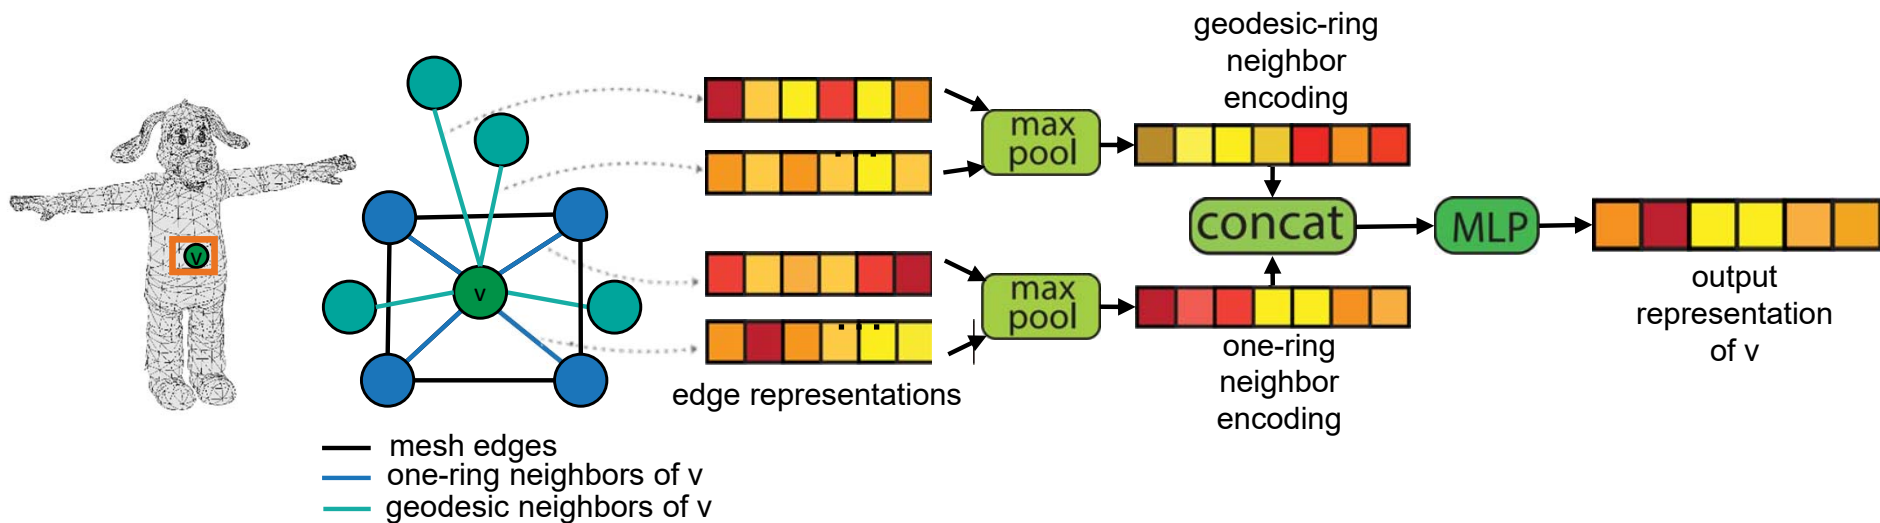 geodesic-ring
neighbor
encoding
max
pool
v
v
concat
MLP
max
pool
output
representation
of v
one-ring
neighbor
encoding
edge representations
mesh edges
one-ring neighbors of v
geodesic neighbors of v